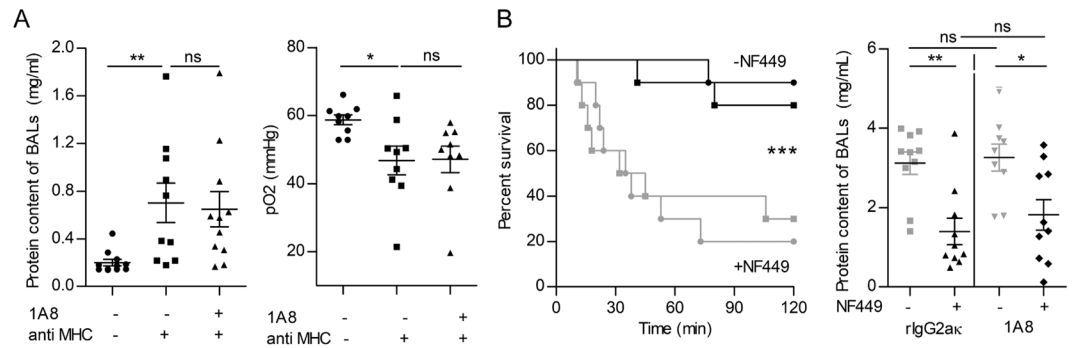 A
B
Protein content of BALs (mg/ml)
2.0
1.6
1.2
0.8
0.4
0.0
** ns
1A8 - - +
anti MHC - + +
pO2 (mmHg)
80
60
40
20
* ns
1A8 - - +
anti MHC - + +
Percent survival
100
80
60
40
20
0
-NF449
***
+NF449
0 30 60 90 120
Time (min)
Protein content of BALs (mg/mL)
6
4
2
0
ns
ns
** *
NF449 - + - +
rIgG2aκ 1A8